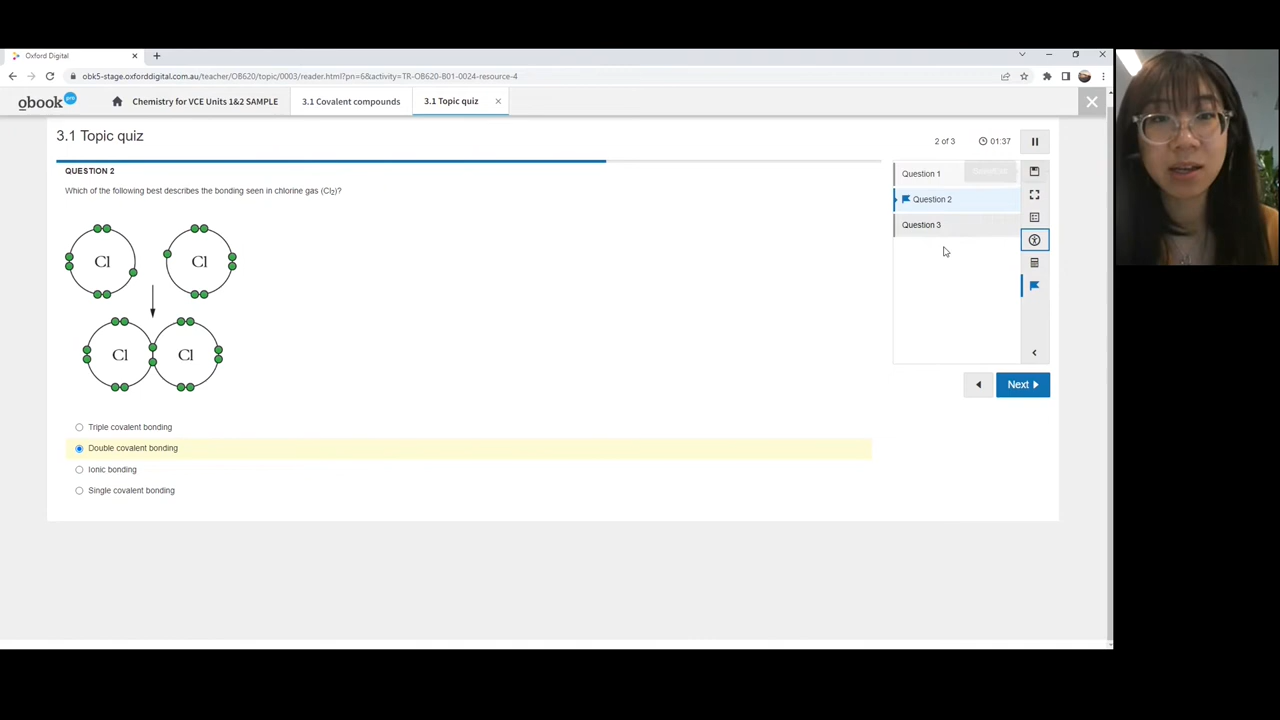 Oxford Digital
obk5-stage.oxforddigital.com.au/teacher/OB620/topic/0003/reader.html?pn=6&activity=TR-OB620-B01-0024-resource-4
obook pro
Chemistry for VCE Units 1&2 SAMPLE
3.1 Covalent compounds
3.1 Topic quiz
3.1 Topic quiz
2 of 3
01:37
QUESTION 2
Which of the following best describes the bonding seen in chlorine gas (Cl2)?
Question 1
Question 2
Question 3
Cl
Cl
Cl
Cl
Next
Triple covalent bonding
Double covalent bonding
Ionic bonding
Single covalent bonding